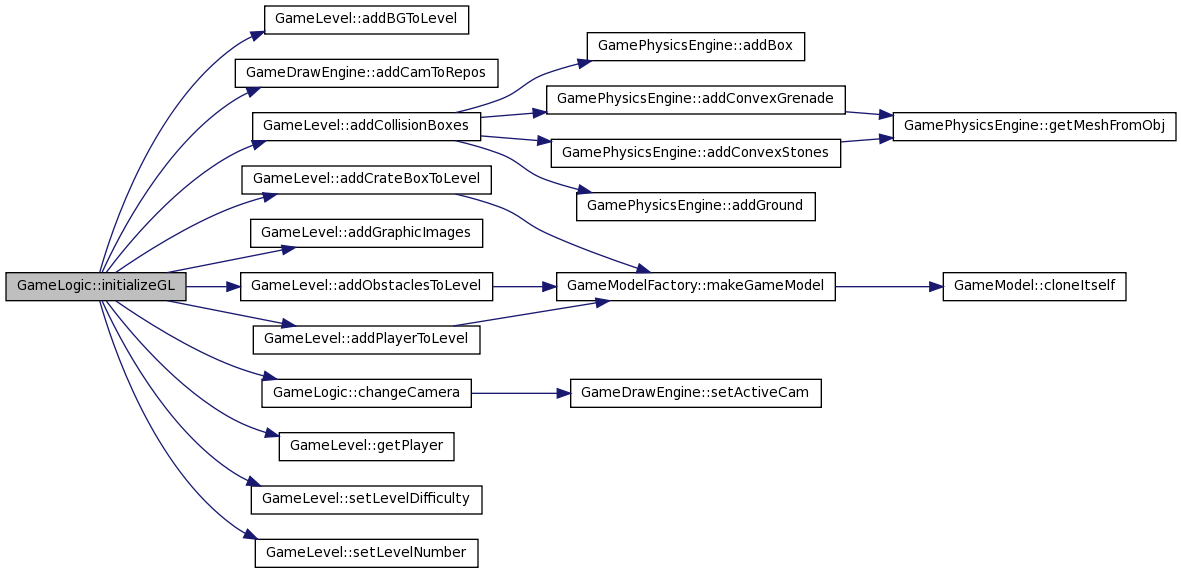 GameLevel::addBGToLevel
GamePhysicsEngine::addBox
GameDrawEngine::addCamToRepos
GamePhysicsEngine::addConvexGrenade
GameLevel::addCollisionBoxes
GamePhysicsEngine::getMeshFromObj
GamePhysicsEngine::addConvexStones
GameLevel::addCrateBoxToLevel
GamePhysicsEngine::addGround
GameLevel::addGraphicImages
GameLogic::initializeGL
GameLevel::addObstaclesToLevel
GameModelFactory::makeGameModel
GameModel::cloneItself
GameLevel::addPlayerToLevel
GameLogic::changeCamera
GameDrawEngine::setActiveCam
GameLevel::getPlayer
GameLevel::setLevelDifficulty
GameLevel::setLevelNumber